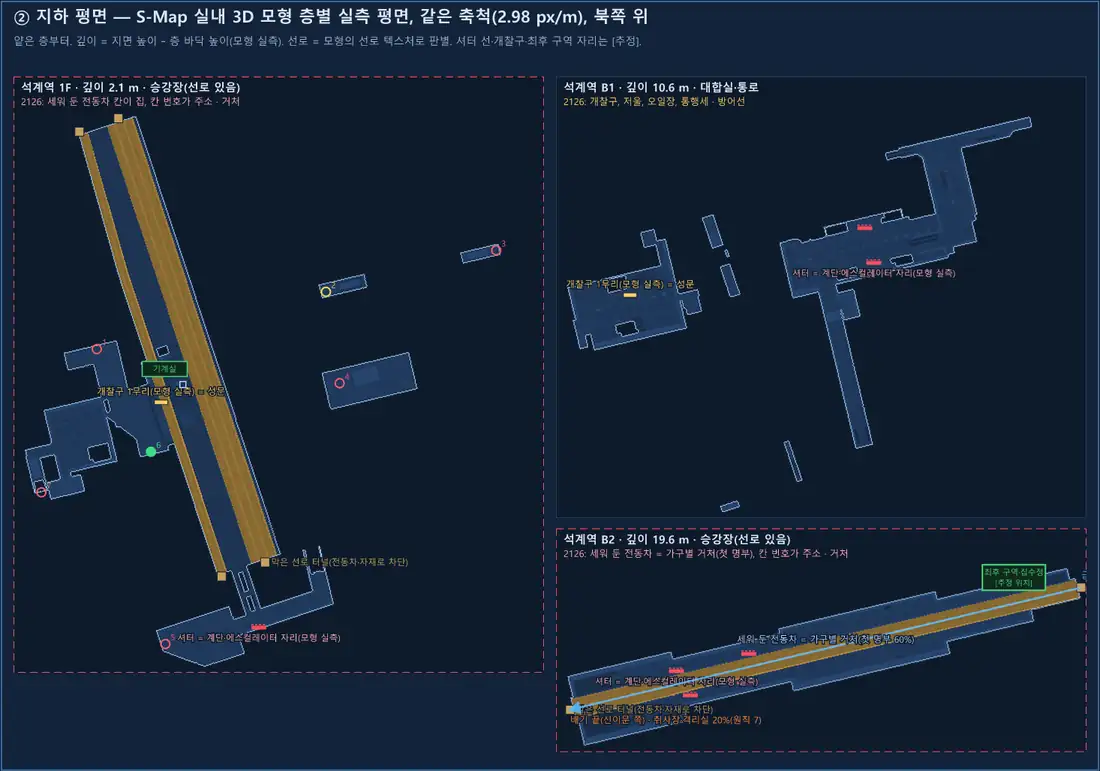 ② 지하 평면 — S-Map 실내 3D 모형 층별 실측 평면, 같은 축척(2.98 px/m), 북쪽 위
얕은 층부터. 깊이 = 지면 높이 - 층 바닥 높이(모형 실측). 선로 = 모형의 선로 텍스처로 판별. 셔터 선·개찰구·최후 구역 자리는 [추정].
석계역 1F · 깊이 2.1 m · 승강장(선로 있음)
2126: 세워 둔 전동차 칸이 집, 칸 번호가 주소 · 거처
3
2
4
기계실
개찰구 1무리(모형 실측) = 성문
6
막은 선로 터널(전동차·자재로 차단)
5 셔터 = 계단·에스컬레이터 자리(모형 실측)
석계역 B1 · 깊이 10.6 m · 대합실·통로
2126: 개찰구, 저울, 오일장, 통행세 · 방어선
셔터 = 계단·에스컬레이터 자리(모형 실측)
개찰구 1무리(모형 실측) = 성문
석계역 B2 · 깊이 19.6 m · 승강장(선로 있음)
2126: 세워 둔 전동차 = 가구별 거처(첫 명부), 칸 번호가 주소 · 거처
최후 구역·집수정
[추정 위치]
세워 둔 전동차 = 가구별 거처(첫 명부 60%)
셔터 = 계단·에스컬레이터 자리(모형 실측)
막은 선로 터널(전동차·자재로 차단)
배기 끝(신이문 쪽) · 취사장·격리실 20%(원칙 7)